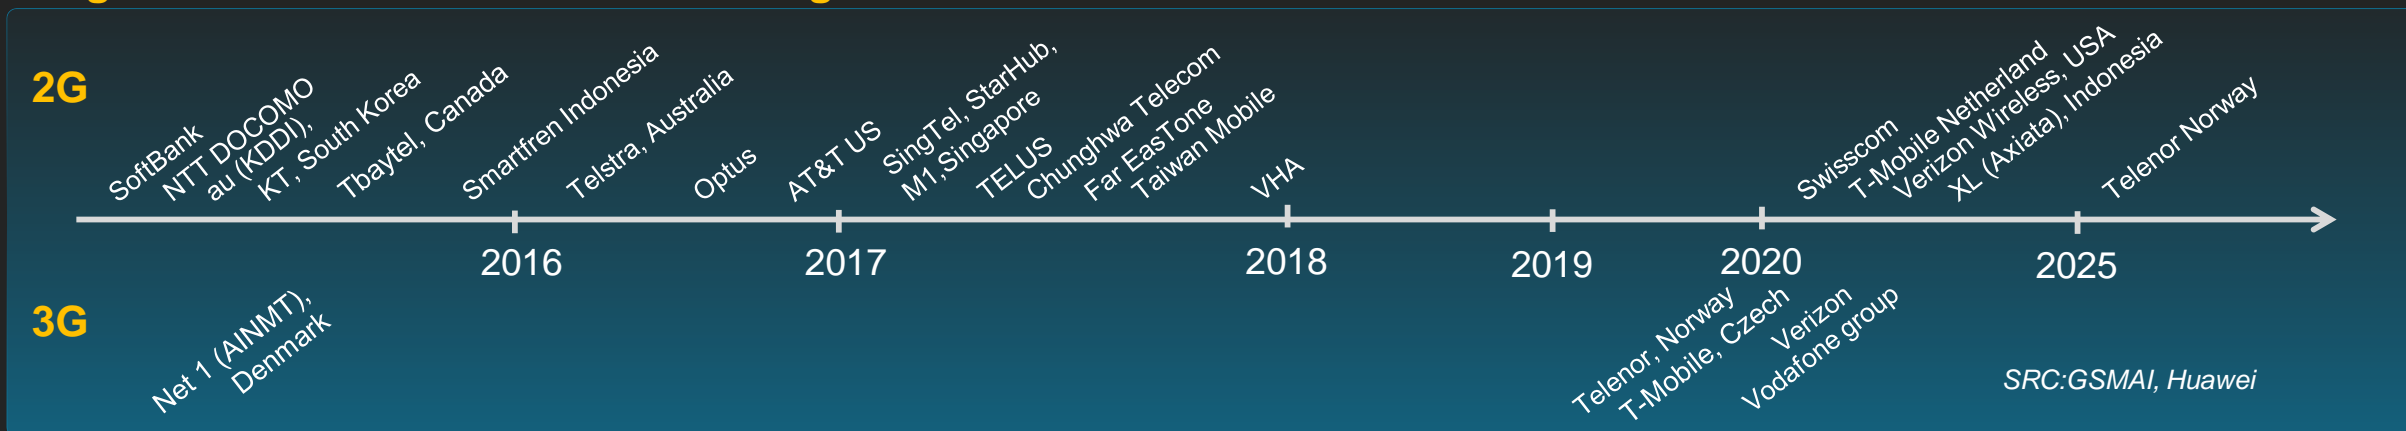 2G
SoftBank
NTT DOCOMO
au (KDDI),
KT, South Korea
Tbaytel, Canada
Smartfren Indonesia
Telstra, Australia
Optus
AT&T US
SingTel, StarHub,
M1,Singapore
TELUS
Chunghwa Telecom
Far EasTone
Taiwan Mobile
VHA
Swisscom
T-Mobile Netherland
Verizon Wireless, USA
XL (Axiata), Indonesia
Telenor Norway
2016
2017
2018
2019
2020
2025
3G
Net 1 (AINMT),
Denmark
Telenor, Norway
T-Mobile, Czech
Verizon
Vodafone group
SRC:GSMAI, Huawei